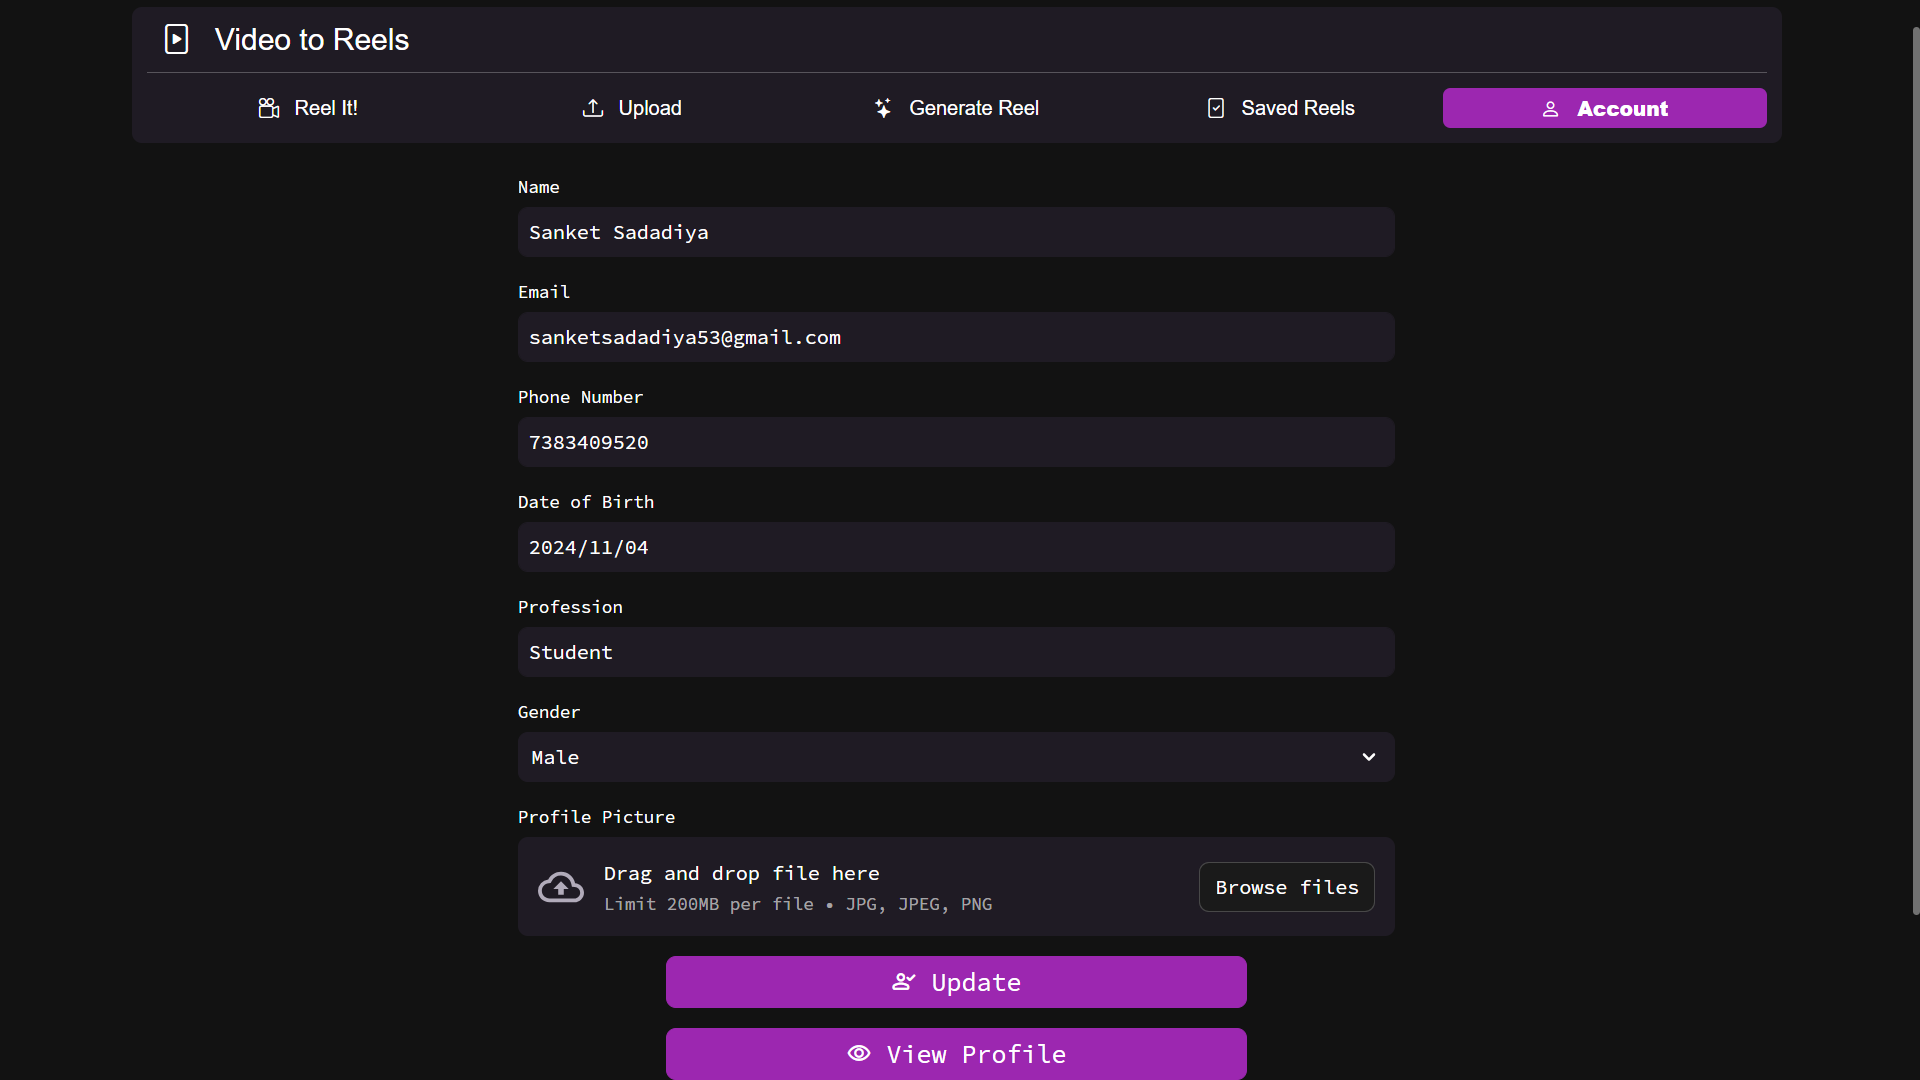 Video to Reels
Reel It!
Upload
Generate Reel
Saved Reels
Account
Name
Sanket Sadadiya
Email
sanketsadadiya53@gmail.com
Phone Number
7383409520
Date of Birth
2024/11/04
Profession
Student
Gender
Male
Profile Picture
Drag and drop file here
Limit 200MB per file • JPG, JPEG, PNG
Browse files
Update
View Profile